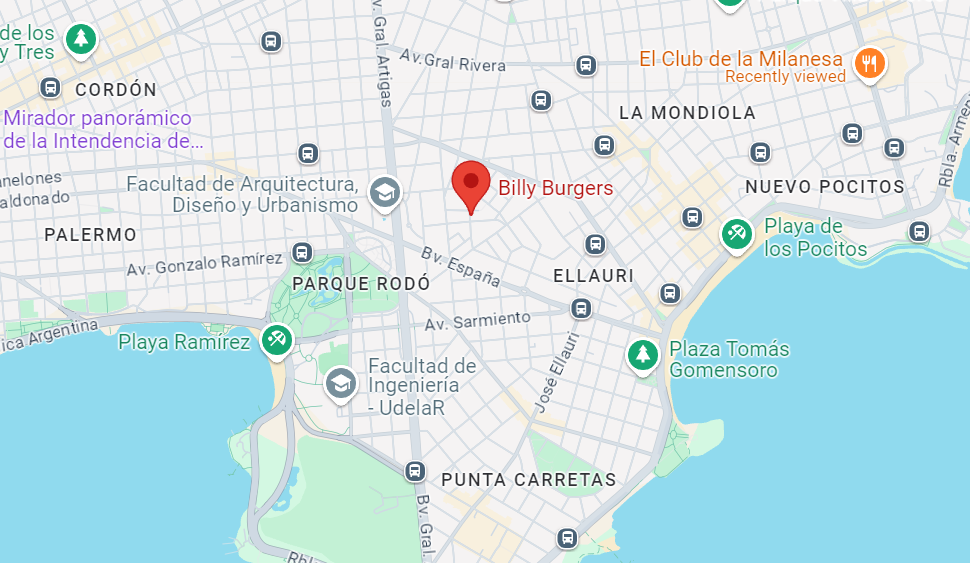 de los
y Tres
CORDÓN
Mirador panorámico
de la Intendencia de...
Bv. Gral. Artigas
Av.Gral Rivera
El Club de la Milanesa
Recently viewed
LA MONDIOLA
Rbla. Armen
anelones
aldonado
Facultad de Arquitectura,
Diseño y Urbanismo
Billy Burgers
NUEVO POCITOS
PALERMO
Av. Gonzalo Ramírez
PARQUE RODÓ
Bv. España
ELLAURI
Playa de
los Pocitos
ica Argentina
Playa Ramírez
Av. Sarmiento
José Ellauri
Plaza Tomás
Gomensoro
Facultad de
Ingeniería
- UdelaR
PUNTA CARRETAS
Bv. Gral.
Rbla